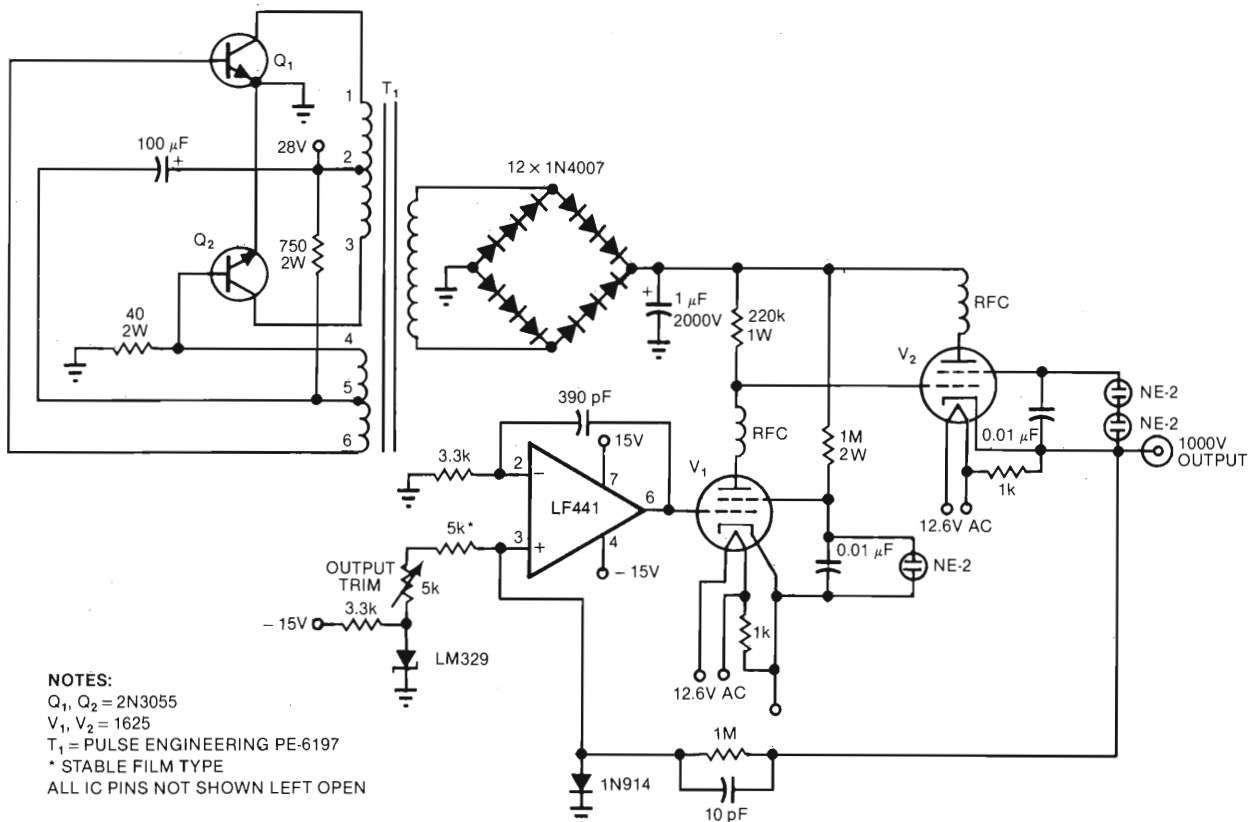 Q1
T1
1
100 μF
+
28V
2
12 × 1N4007
Q2
750
2W
3
40
2W
4
5
6
+
1 μF
2000V
220k
1W
RFC
V2
NE-2
NE-2
0.01 μF
1000V
OUTPUT
1k
12.6V AC
390 pF
RFC
1M
2W
3.3k
2
−
15V
7
V1
LF441
6
5k*
3
+
4
− 15V
0.01 μF
NE-2
OUTPUT
TRIM
5k
− 15V
3.3k
LM329
1k
12.6V AC
1M
1N914
10 pF
NOTES:
Q1, Q2 = 2N3055
V1, V2 = 1625
T1 = PULSE ENGINEERING PE-6197
* STABLE FILM TYPE
ALL IC PINS NOT SHOWN LEFT OPEN